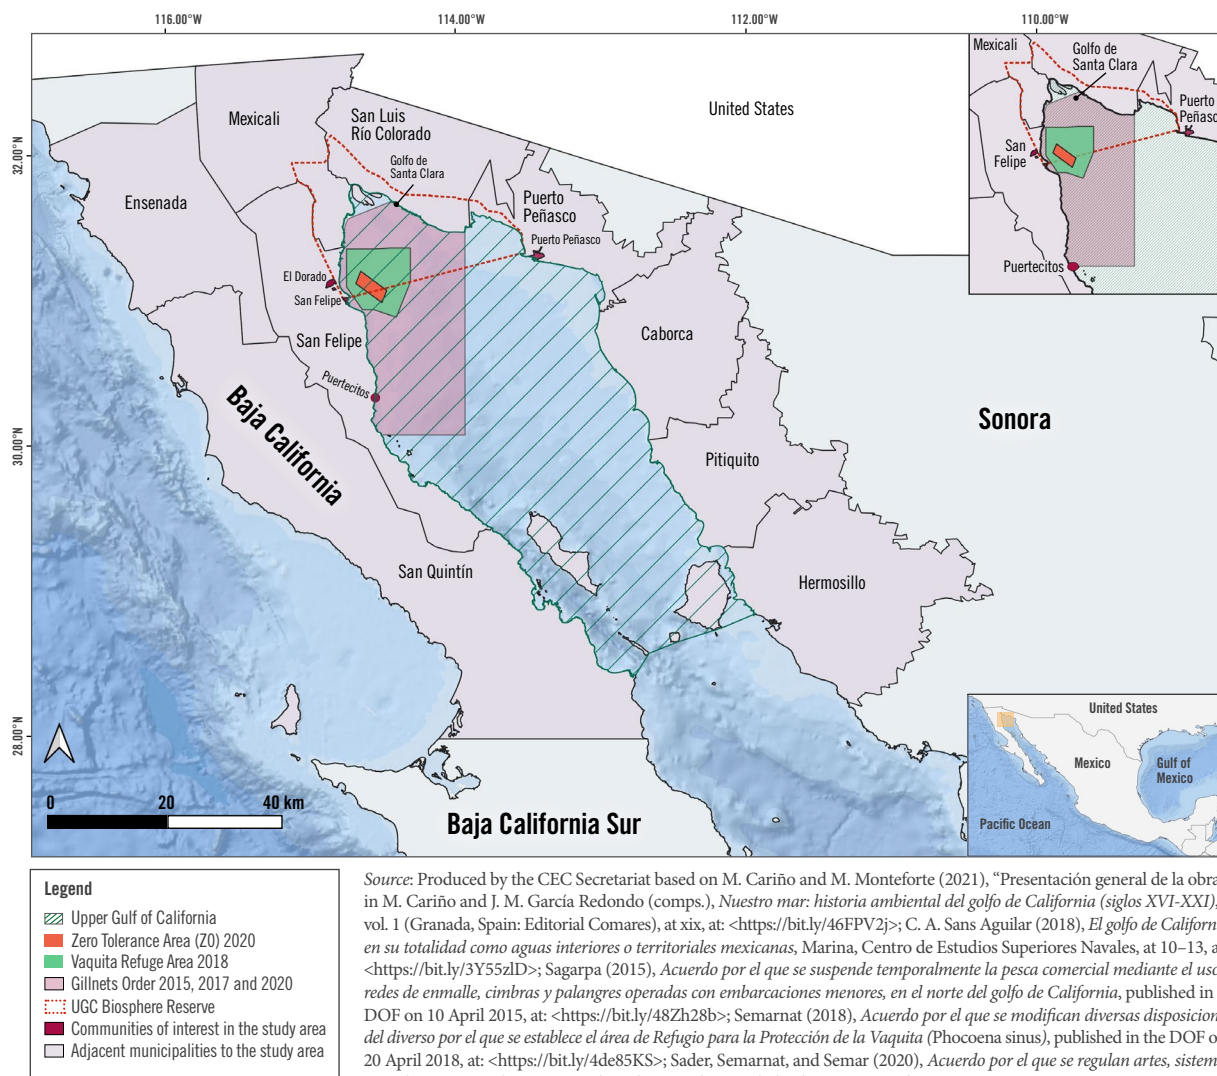 116.00°W
114.00°W
112.00°W
110.00°W
32.00°N
30.00°N
28.00°N
United States
Mexicali
San Luis
Río Colorado
Golfo de
Santa Clara
Ensenada
Puerto
Peñasco
Puerto Peñasco
El Dorado
San Felipe
San Felipe
Puertecitos
Caborca
Baja California
Sonora
Pitiquito
San Quintín
Hermosillo
Baja California Sur
0 20 40 km
Mexicali
Golfo de
Santa Clara
Puerto
Peñasc
San
Felipe
Puertecitos
United States
Mexico
Gulf of
Mexico
Pacific Ocean
Legend
Upper Gulf of California
Zero Tolerance Area (Z0) 2020
Vaquita Refuge Area 2018
Gillnets Order 2015, 2017 and 2020
UGC Biosphere Reserve
Communities of interest in the study area
Adjacent municipalities to the study area
Source: Produced by the CEC Secretariat based on M. Cariño and M. Monteforte (2021), “Presentación general de la obra
in M. Cariño and J. M. García Redondo (comps.), Nuestro mar: historia ambiental del golfo de California (siglos XVI-XXI),
vol. 1 (Granada, Spain: Editorial Comares), at xix, at: <https://bit.ly/46FPV2j>; C. A. Sans Aguilar (2018), El golfo de Californ
en su totalidad como aguas interiores o territoriales mexicanas, Marina, Centro de Estudios Superiores Navales, at 10–13, a
<https://bit.ly/3Y55zlD>; Sagarpa (2015), Acuerdo por el que se suspende temporalmente la pesca comercial mediante el uso
redes de enmalle, cimbras y palangres operadas con embarcaciones menores, en el norte del golfo de California, published in
DOF on 10 April 2015, at: <https://bit.ly/48Zh28b>; Semarnat (2018), Acuerdo por el que se modifican diversas disposicion
del diverso por el que se establece el área de Refugio para la Protección de la Vaquita (Phocoena sinus), published in the DOF o
20 April 2018, at: <https://bit.ly/4de85KS>; Sader, Semarnat, and Semar (2020), Acuerdo por el que se regulan artes, sistem